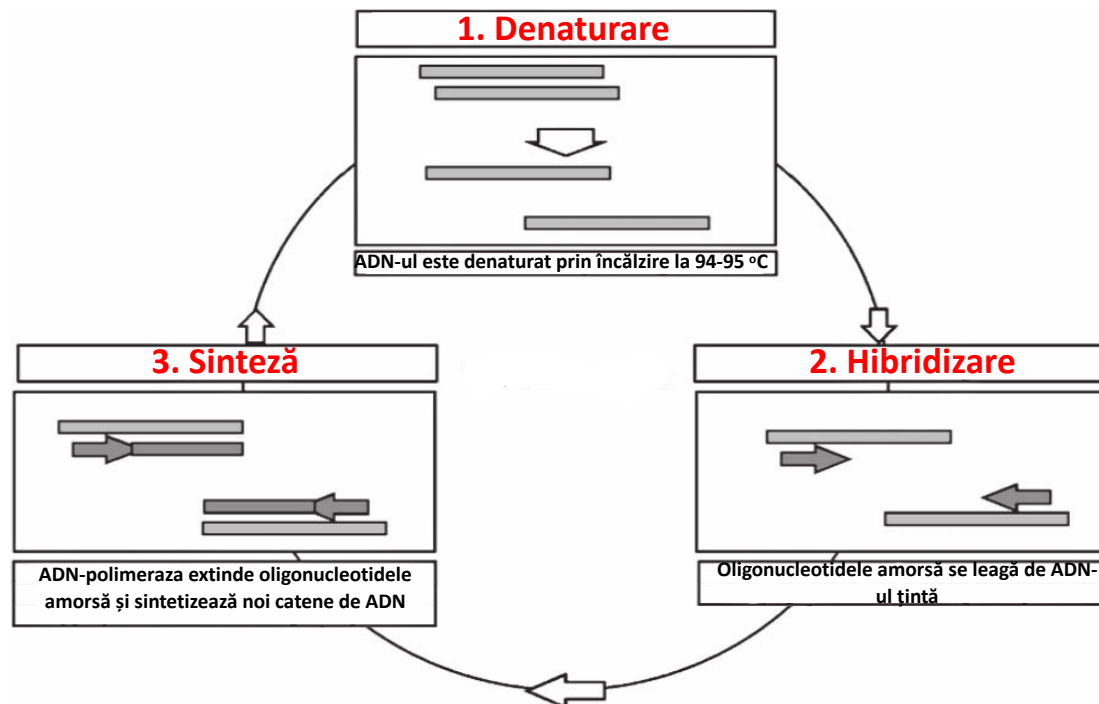 1. Denaturare
ADN-ul este denaturat prin încălzire la 94-95 ºC
2. Hibridizare
Oligonucleotidele amorsă se leagă de ADN-
ul țintă
3. Sinteză
ADN-polimeraza extinde oligonucleotidele
amorsă și sintetizează noi catene de ADN